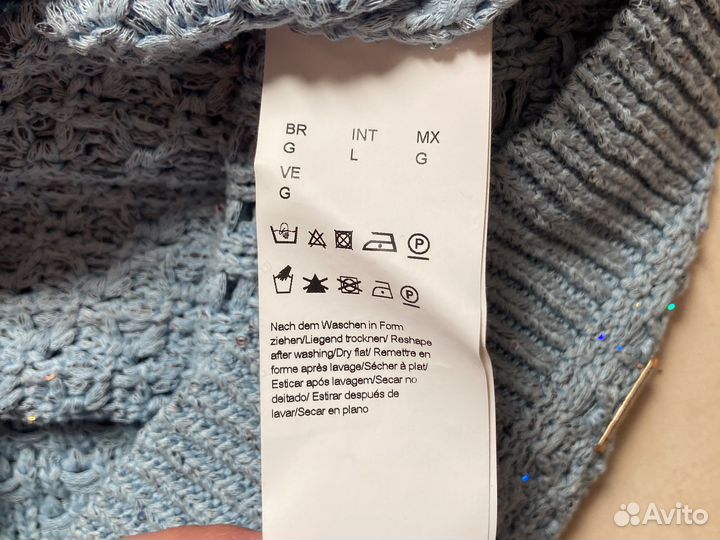 BR INT MX
G L G
VE
G
P
P
Nach dem Waschen in Form
ziehen/Liegend trocknen/ Reshape
after washing/Dry flat/ Remettre en
forme après lavage/Sécher à plat/
Esticar após lavagem/Secar no
deitado/ Estirar después de
lavar/Secar en plano
Avito